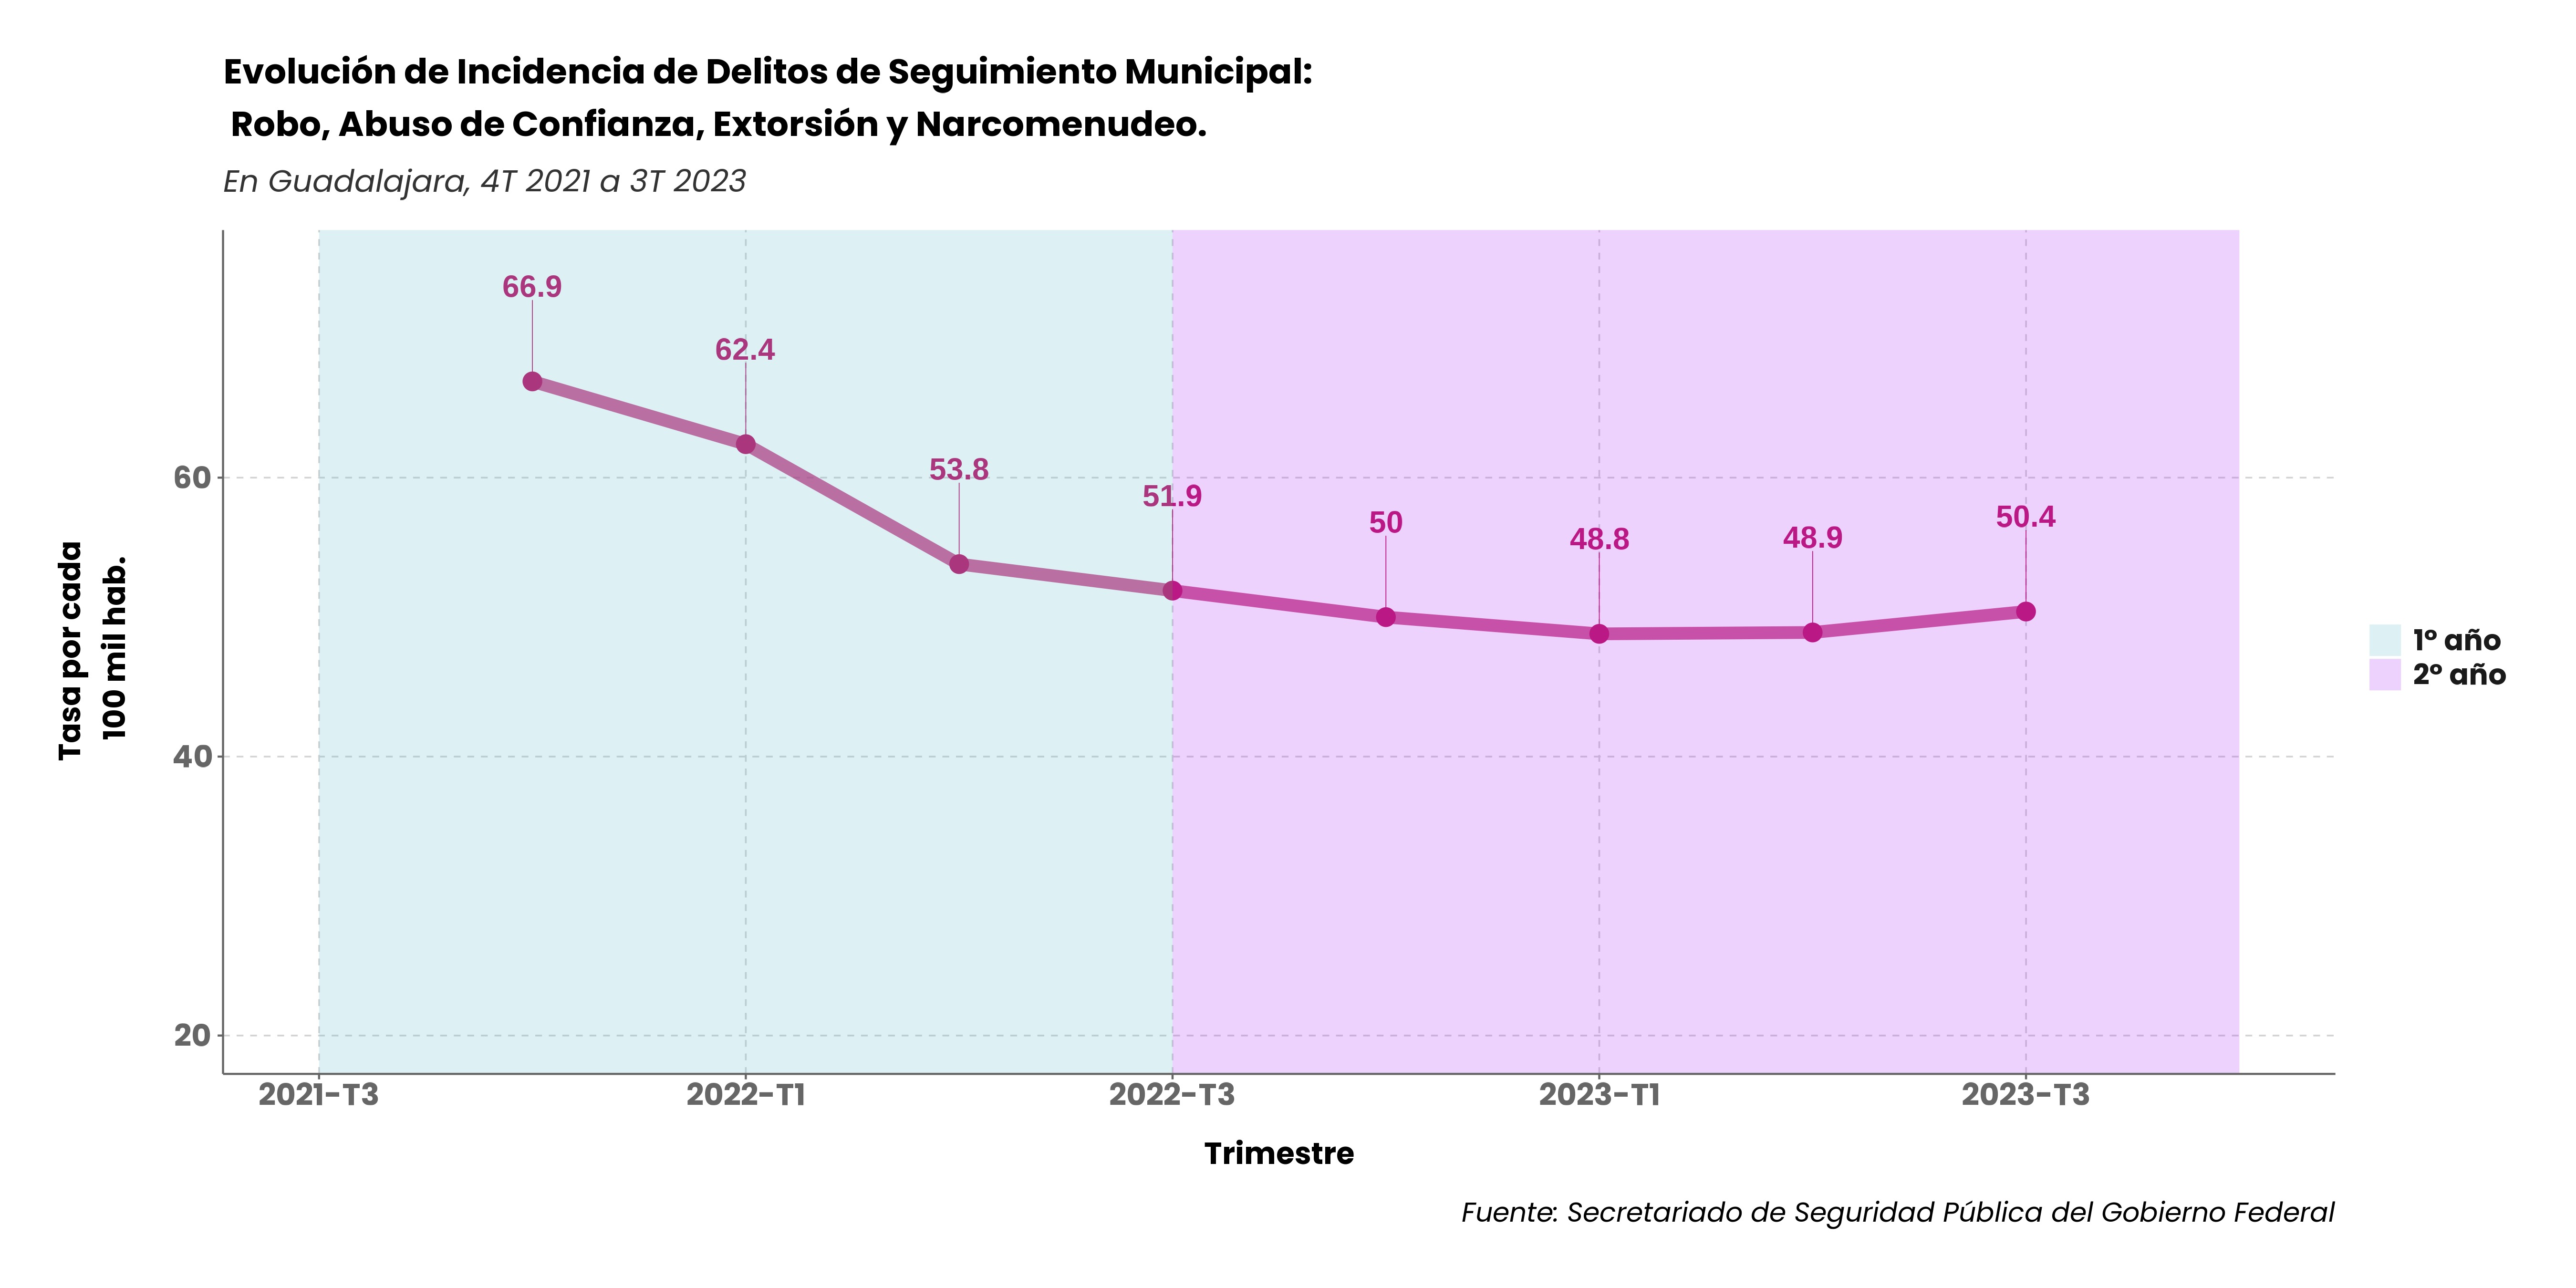 Evolución de Incidencia de Delitos de Seguimiento Municipal:
Robo, Abuso de Confianza, Extorsión y Narcomenudeo.
En Guadalajara, 4T 2021 a 3T 2023
Tasa por cada
100 mil hab.
60
40
20
66.9
62.4
53.8
51.9
50
48.8
48.9
50.4
1º año
2º año
2021-T3
2022-T1
2022-T3
2023-T1
2023-T3
Trimestre
Fuente: Secretariado de Seguridad Pública del Gobierno Federal